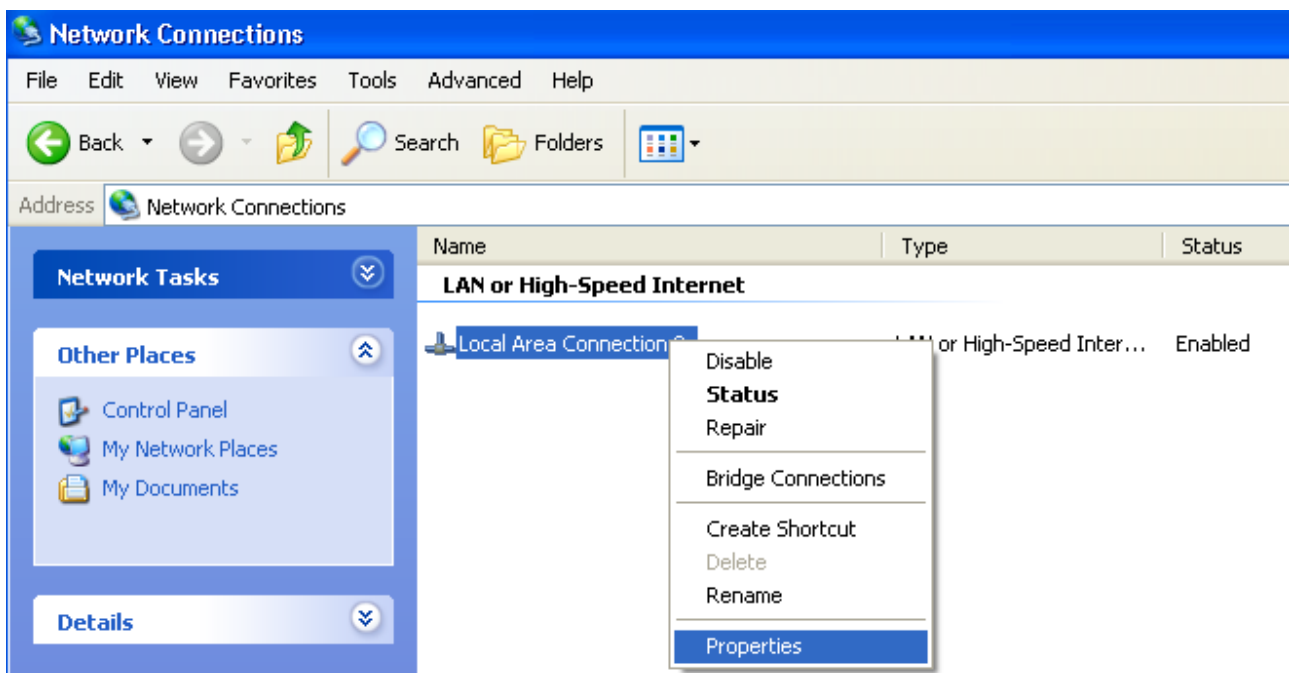 Network Connections
File Edit View Favorites Tools Advanced Help
Back Search Folders
Address Network Connections
Name Type Status
Network Tasks
LAN or High-Speed Internet
Other Places
Local Area Connection or High-Speed Inter... Enabled
Control Panel
My Network Places
My Documents
Details
Disable
Status
Repair
Bridge Connections
Create Shortcut
Delete
Rename
Properties